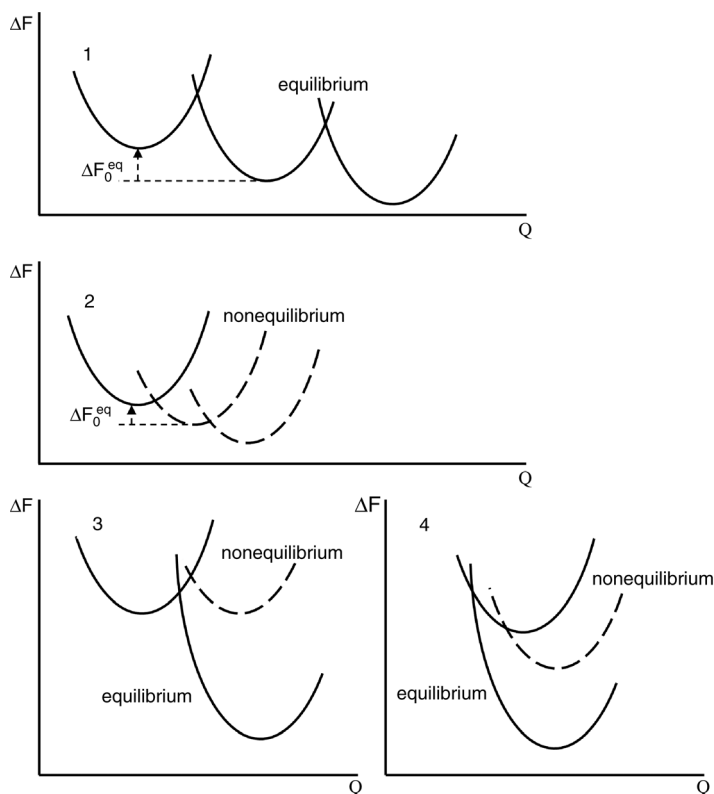 ΔF
1
equilibrium
ΔF₀ᵉq
Q
ΔF
2
nonequilibrium
ΔF₀ᵉq
Q
ΔF
3
nonequilibrium
equilibrium
Q
ΔF
4
nonequilibrium
equilibrium
Q